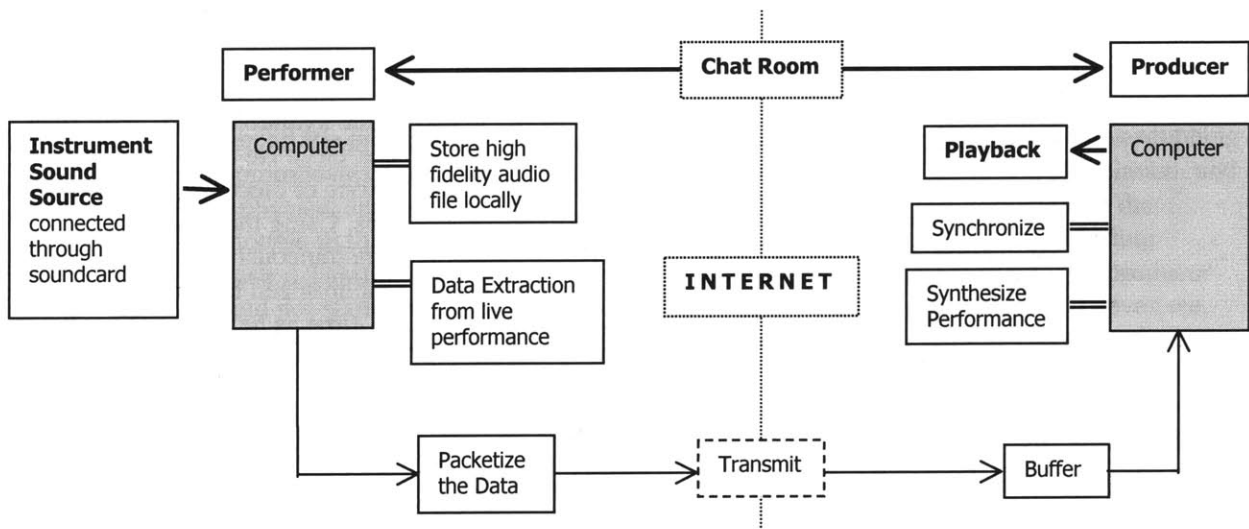 Performer
Chat Room
Producer
Instrument
Sound
Source
connected
through
soundcard
Computer
Store high
fidelity audio
file locally
Data Extraction
from live
performance
Playback
Computer
Synchronize
Synthesize
Performance
INTERNET
Packetize
the Data
Transmit
Buffer